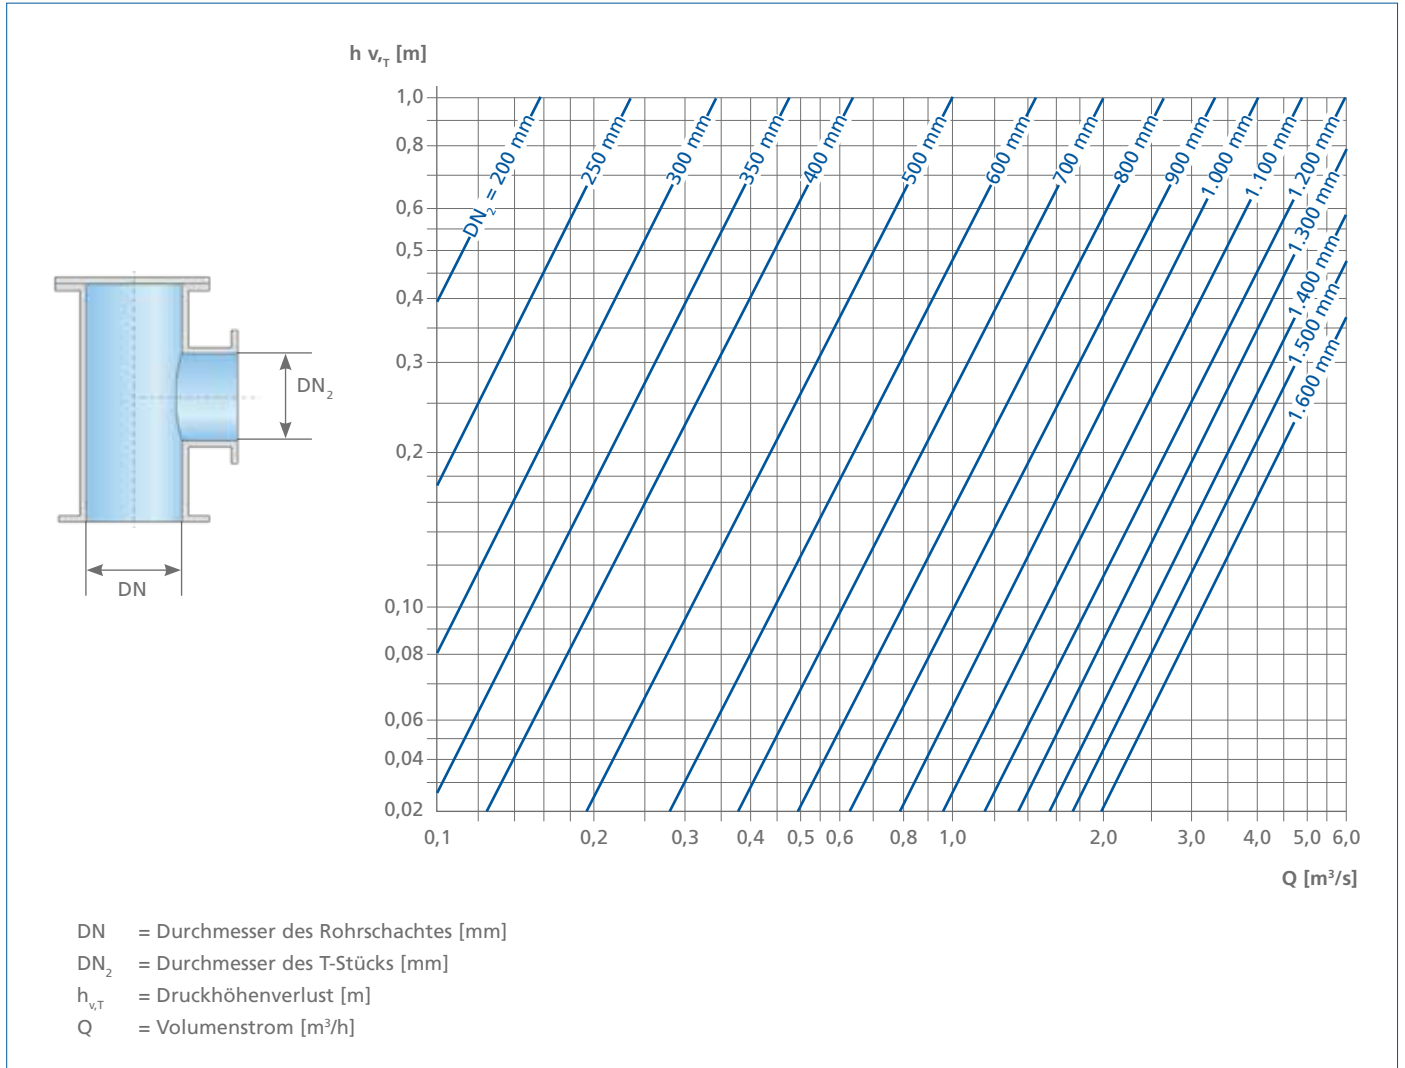 h v,T [m]
1,0
0,8
0,6
0,5
0,4
0,3
0,2
0,10
0,08
0,06
0,04
0,02
DN2 = 200 mm
250 mm
300 mm
350 mm
400 mm
500 mm
600 mm
700 mm
800 mm
900 mm
1.000 mm
1.100 mm
1.200 mm
1.300 mm
1.400 mm
1.500 mm
1.600 mm
0,1 0,2 0,3 0,4 0,5 0,6 0,8 1,0 2,0 3,0 4,0 5,0 6,0
Q [m³/s]
DN2
DN
DN = Durchmesser des Rohrschachtes [mm]
DN2 = Durchmesser des T-Stücks [mm]
hv,T = Druckhöhenverlust [m]
Q = Volumenstrom [m³/h]